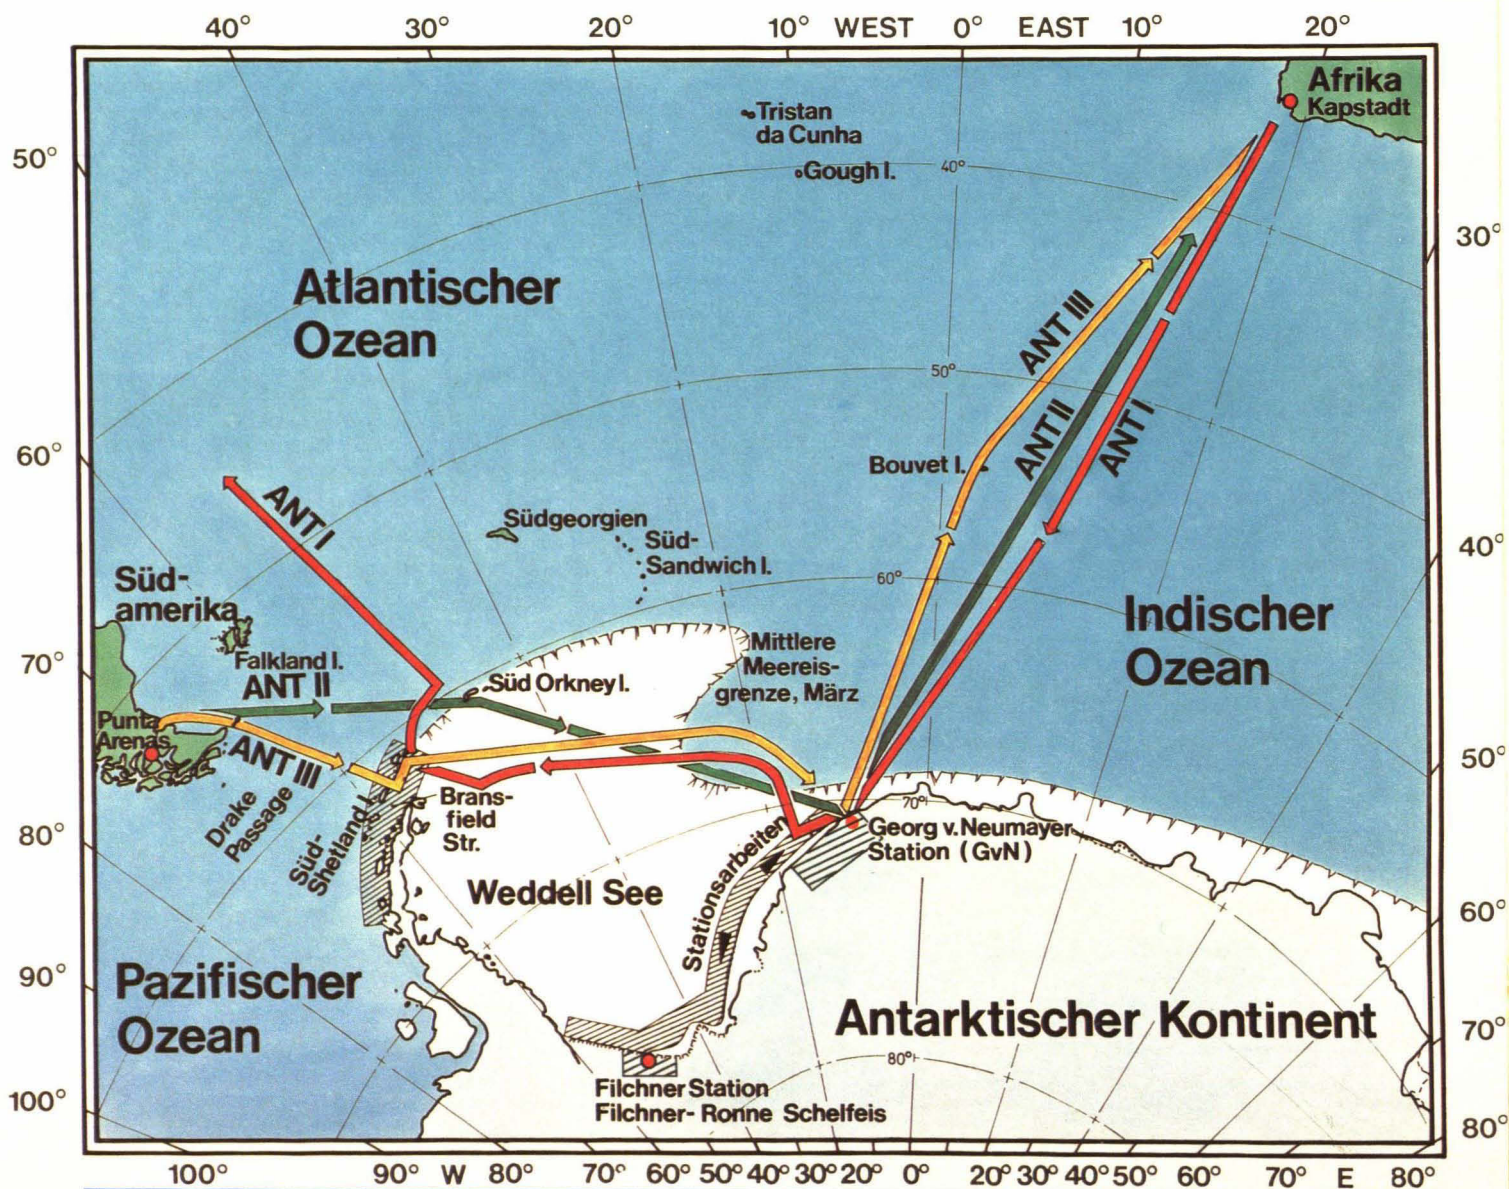 40° 30° 20° 10° WEST 0° EAST 10° 20°
Afrika
Kapstadt
Tristan
da Cunha
Gough I.
50°
40°
30°
Atlantischer
Ozean
ANT III
50°
ANT II
ANT I
60°
Bouvet I.
ANT I
Südgeorgien
Süd-
Sandwich I.
40°
60°
Süd-
amerika
Indischer
Ozean
Mittlere
Meereis-
grenze, März
70°
Falkland I.
ANT II
Süd Orkney I.
Punta
Arenas
ANT III
50°
Drake
Passage
Süd-
Shetland I.
Brans-
field
Str.
70°
80°
Georg v. Neumayer
Station (GvN)
Stationsarbeiten
Weddell See
60°
90°
Pazifischer
Ozean
Antarktischer Kontinent
70°
80°
Filchner Station
Filchner-Ronne Schelfeis
100°
80°
100° 90° W 80° 70° 60° 50° 40° 30° 20° 0° 20° 30° 40° 50° 60° 70° E 80°